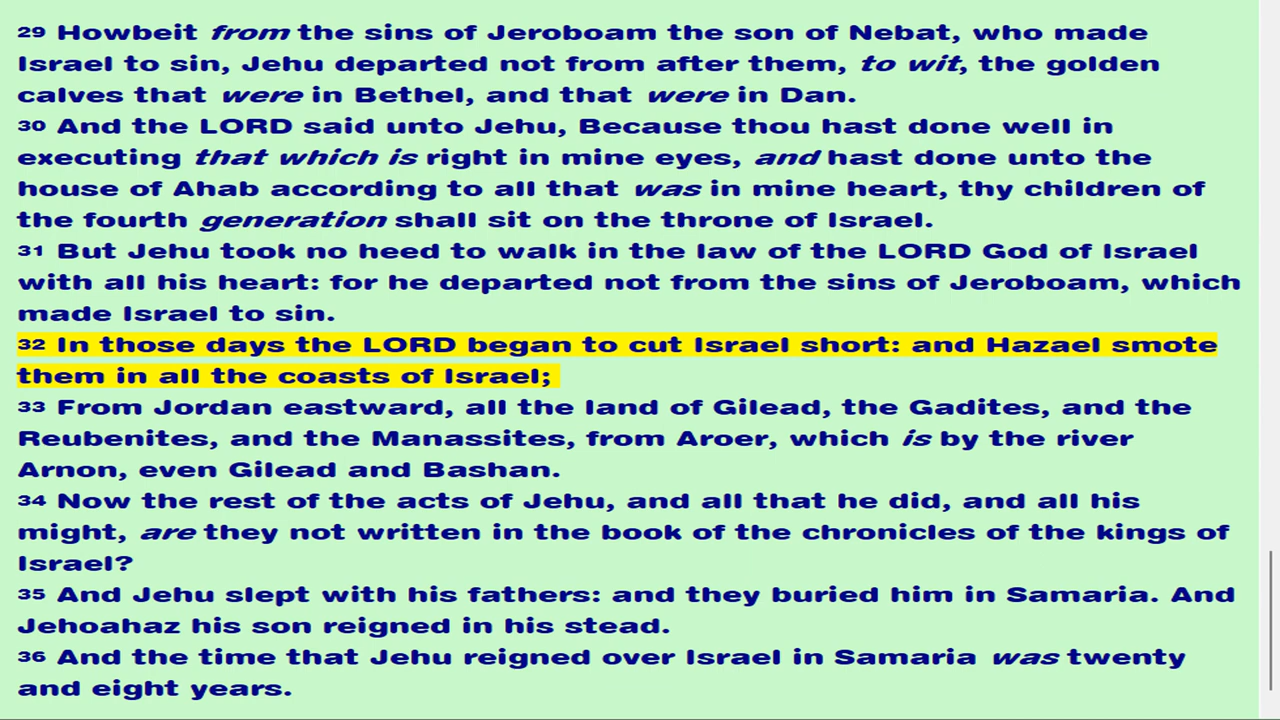 29 Howbeit from the sins of Jeroboam the son of Nebat, who made
Israel to sin, Jehu departed not from after them, to wit, the golden
calves that were in Bethel, and that were in Dan.
30 And the LORD said unto Jehu, Because thou hast done well in
executing that which is right in mine eyes, and hast done unto the
house of Ahab according to all that was in mine heart, thy children of
the fourth generation shall sit on the throne of Israel.
31 But Jehu took no heed to walk in the law of the LORD God of Israel
with all his heart: for he departed not from the sins of Jeroboam, which
made Israel to sin.
32 In those days the LORD began to cut Israel short: and Hazael smote
them in all the coasts of Israel;
33 From Jordan eastward, all the land of Gilead, the Gadites, and the
Reubenites, and the Manassites, from Aroer, which is by the river
Arnon, even Gilead and Bashan.
34 Now the rest of the acts of Jehu, and all that he did, and all his
might, are they not written in the book of the chronicles of the kings of
Israel?
35 And Jehu slept with his fathers: and they buried him in Samaria. And
Jehoahaz his son reigned in his stead.
36 And the time that Jehu reigned over Israel in Samaria was twenty
and eight years.